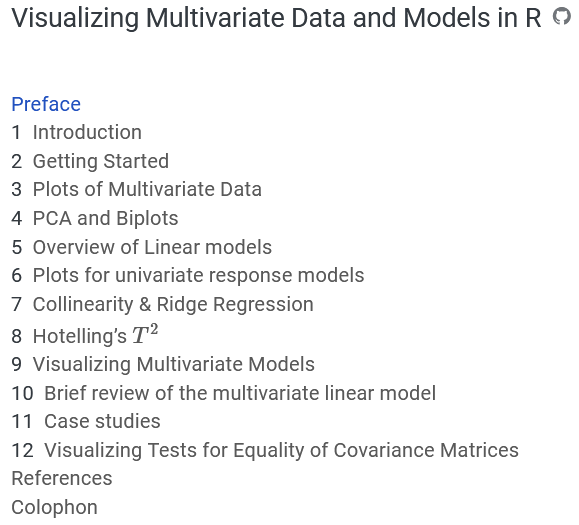 Visualizing Multivariate Data and Models in R
Preface
1 Introduction
2 Getting Started
3 Plots of Multivariate Data
4 PCA and Biplots
5 Overview of Linear models
6 Plots for univariate response models
7 Collinearity & Ridge Regression
8 Hotelling’s T²
9 Visualizing Multivariate Models
10 Brief review of the multivariate linear model
11 Case studies
12 Visualizing Tests for Equality of Covariance Matrices
References
Colophon